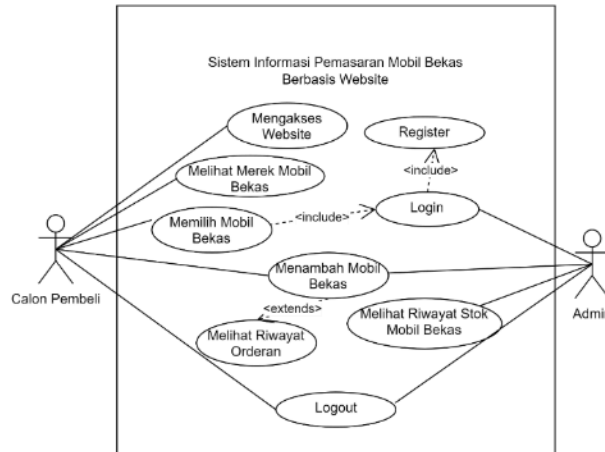 Sistem Informasi Pemasaran Mobil Bekas
Berbasis Website
Mengakses
Website
Register
<include>
Melihat Merek Mobil
Bekas
Login
Memilih Mobil
Bekas
<include>
Calon Pembeli
Menambah Mobil
Bekas
<extends>
Melihat Riwayat
Orderan
Melihat Riwayat Stok
Mobil Bekas
Admin
Logout